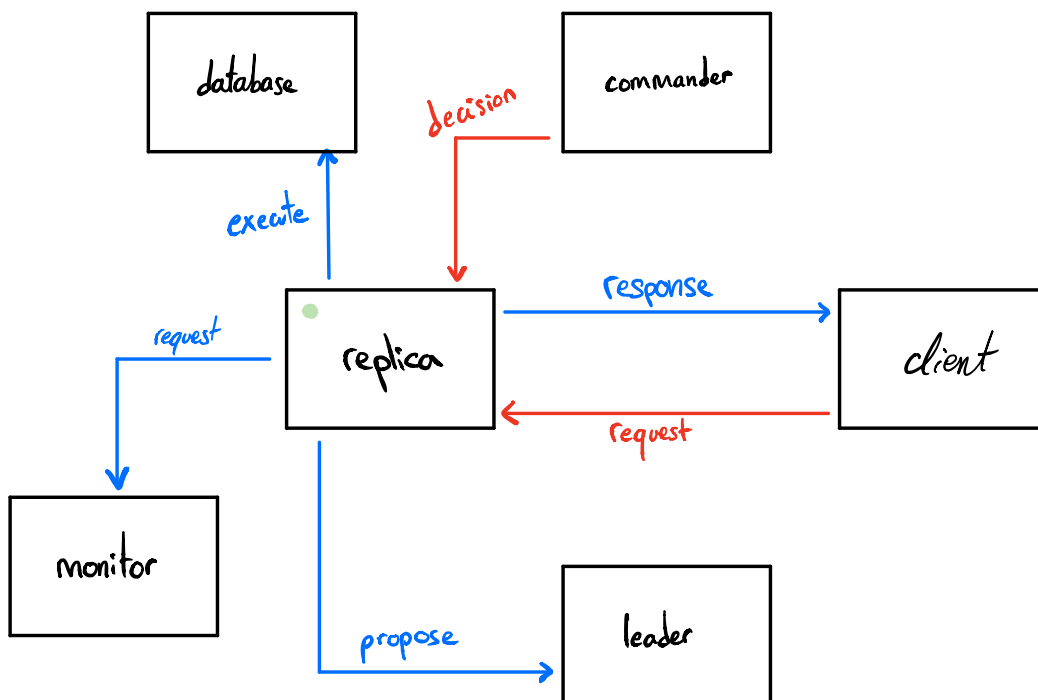 database
commander
decision
execute
response
request
replica
client
request
monitor
propose
leader